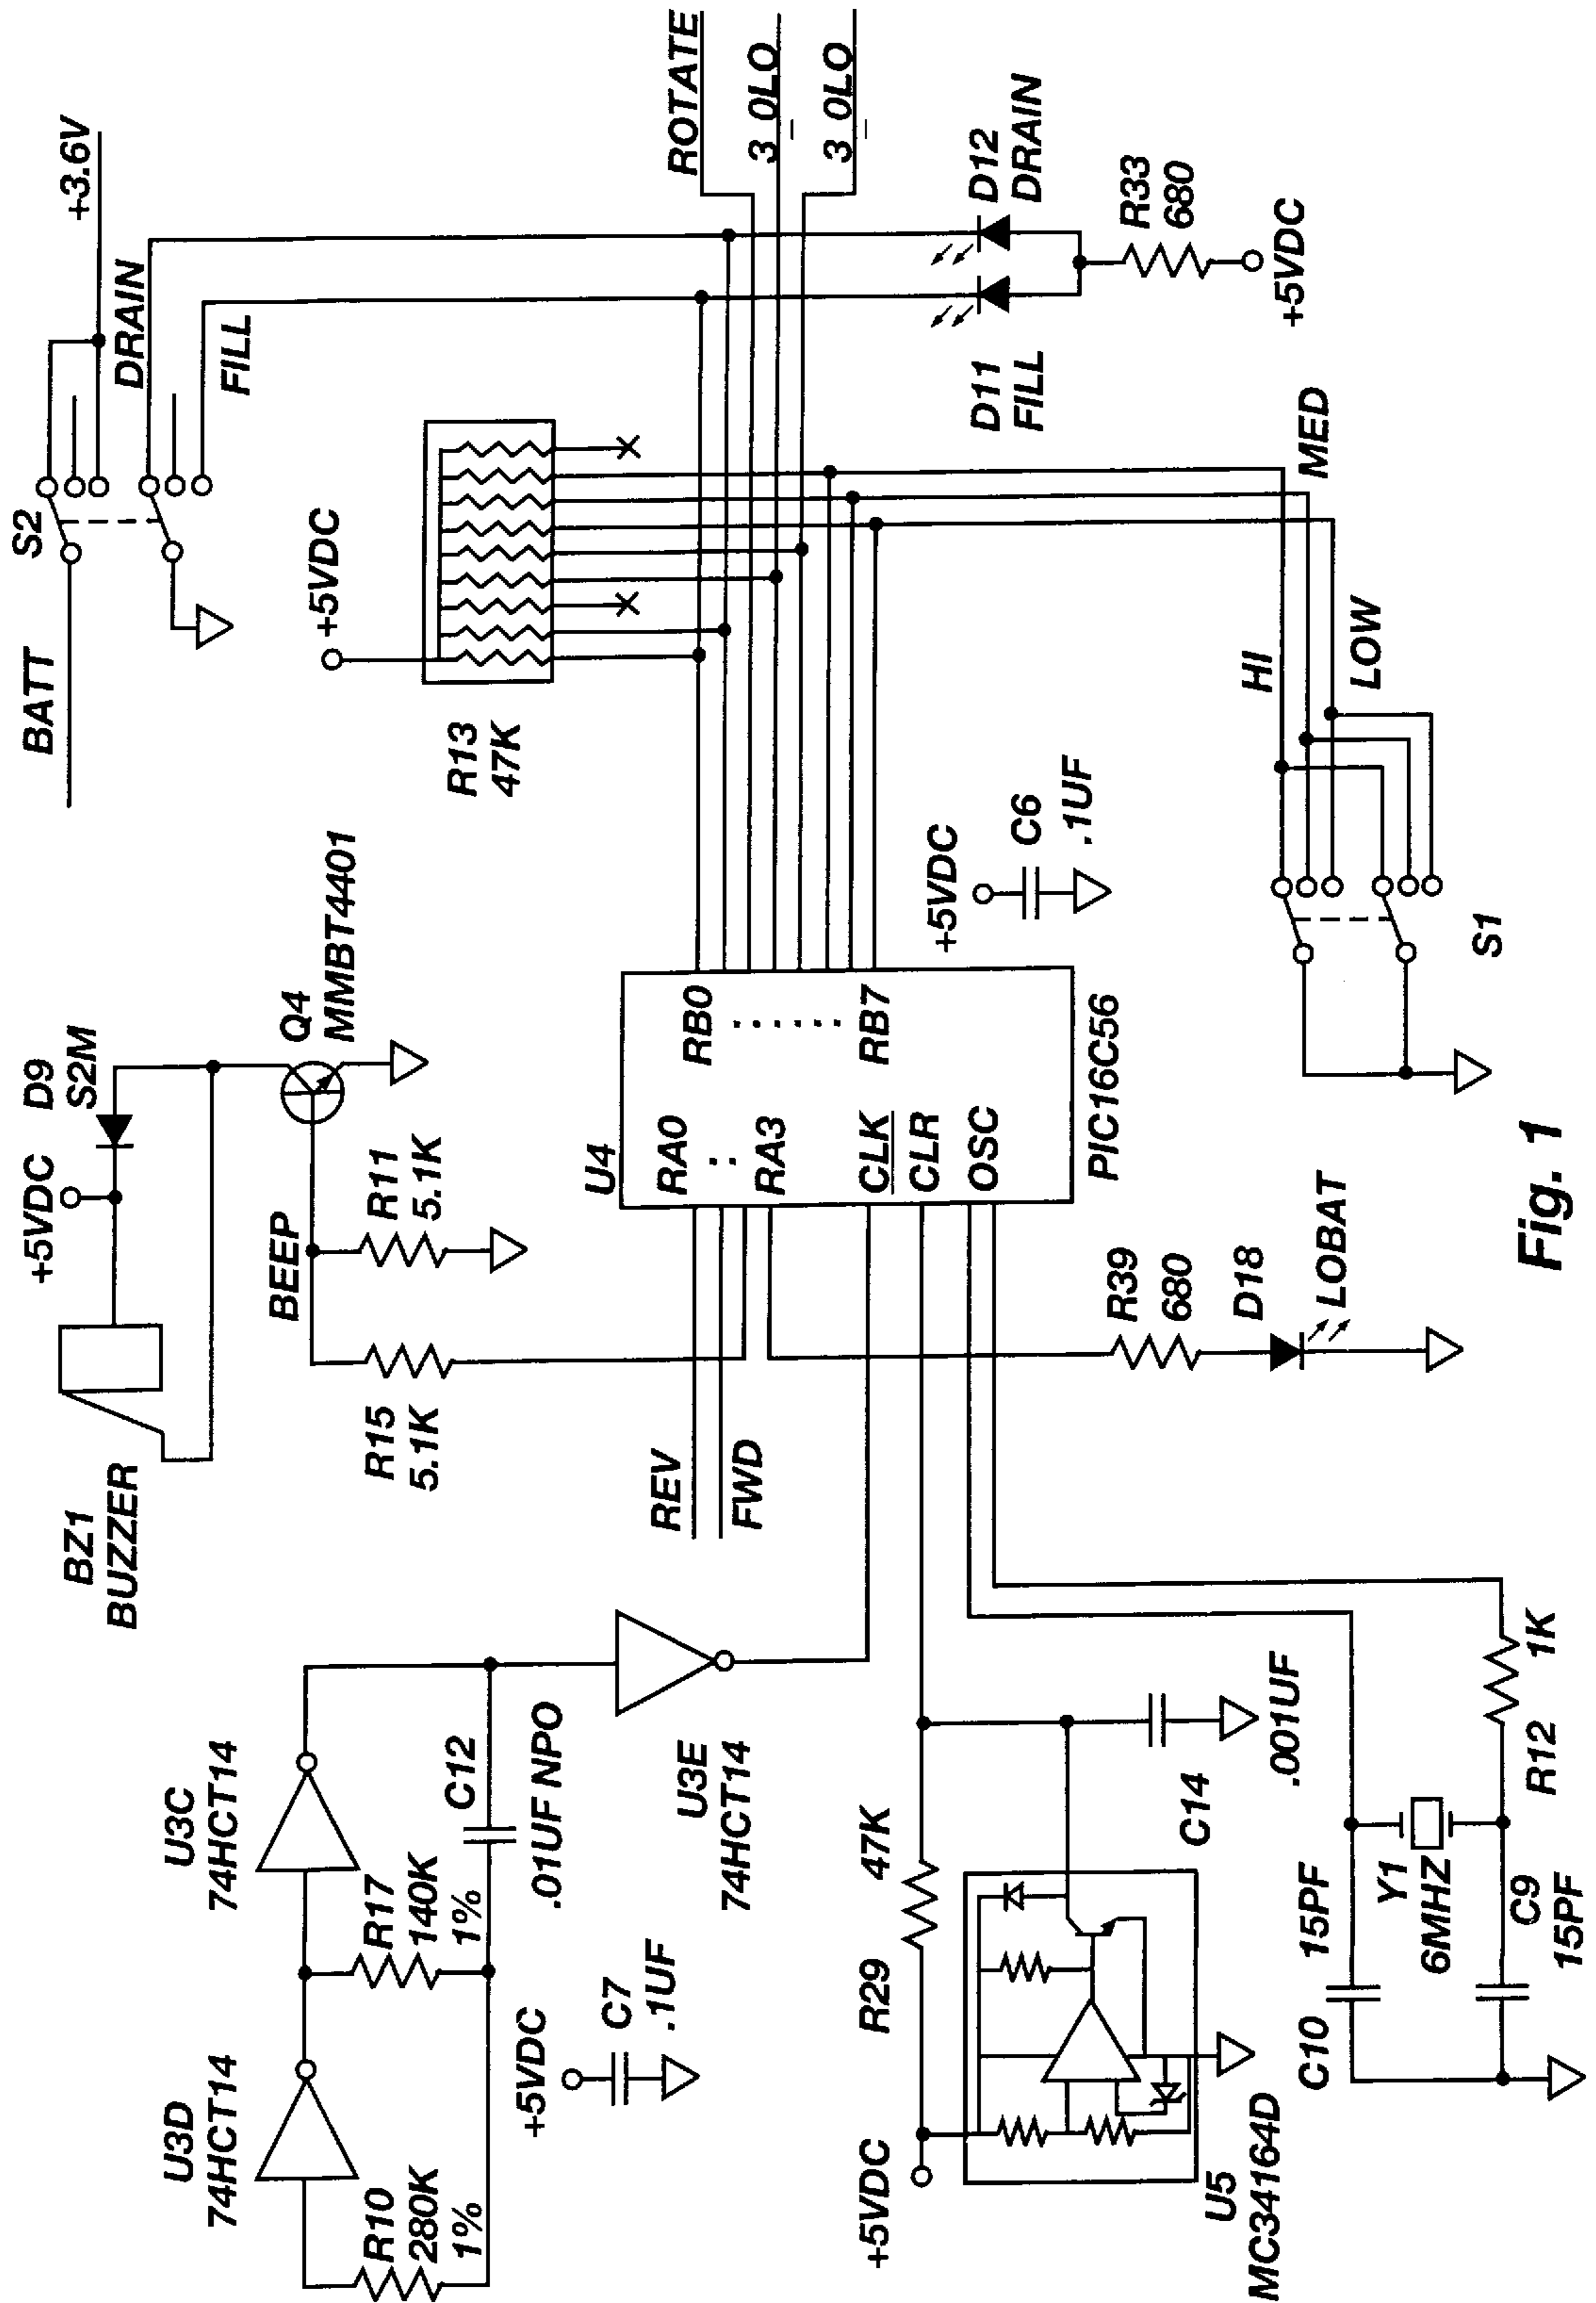 BZ1
BUZZER
+5VDC
D9
S2M
BATT
S2
+3.6V
DRAIN
FILL
U3D
74HCT14
U3C
74HCT14
R10
280K
1%
R17
140K
1%
C12
.01UF NPO
BEEP
R15
5.1K
R11
5.1K
Q4
MMBT4401
+5VDC
R13
47K
+5VDC
C7
.1UF
U3E
74HCT14
REV
FWD
U4
RA0
RA3
CLK
CLR
OSC
RB0
RB7
PIC16C56
ROTATE
3_0LO
3_0LO
+5VDC
C6
.1UF
D11
FILL
D12
DRAIN
R33
680
+5VDC
+5VDC
R29
47K
U5
MC34164D
C14
.001UF
R39
680
D18
LOBAT
HI
MED
LOW
S1
C10
15PF
Y1
6MHZ
C9
15PF
R12
1K
Fig. 1